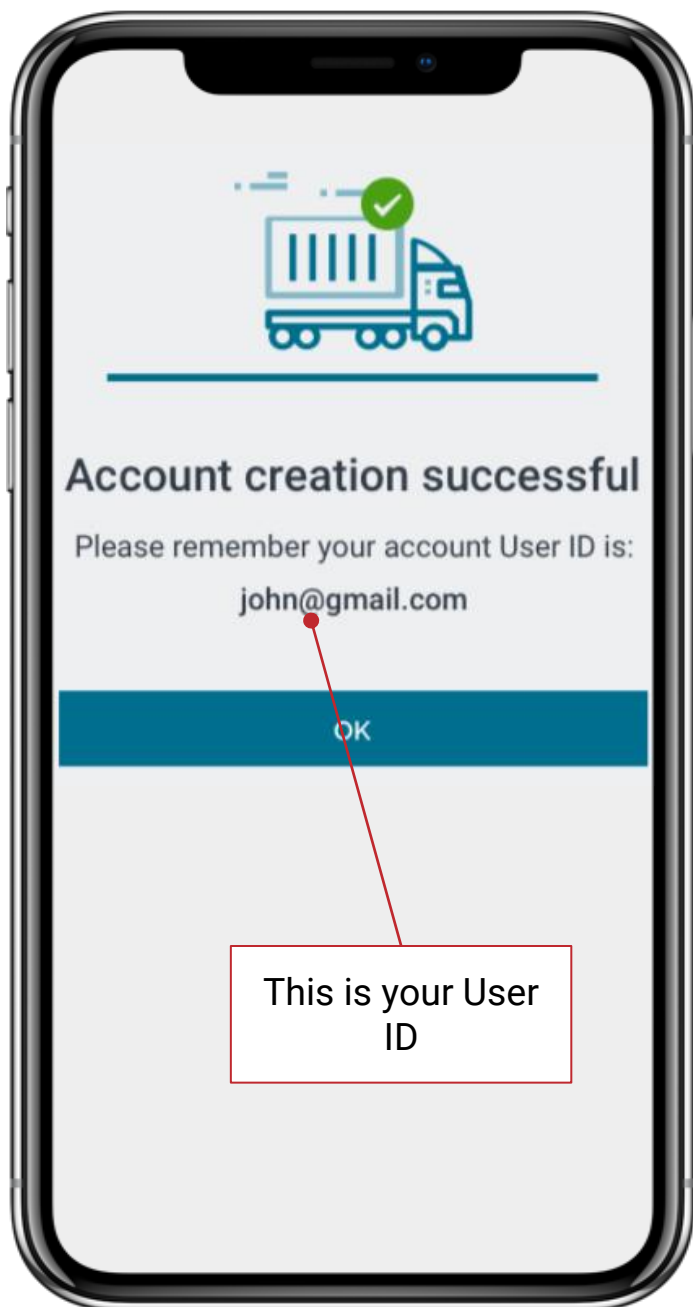 Account creation successful
Please remember your account User ID is:
john@gmail.com
OK
This is your User
ID